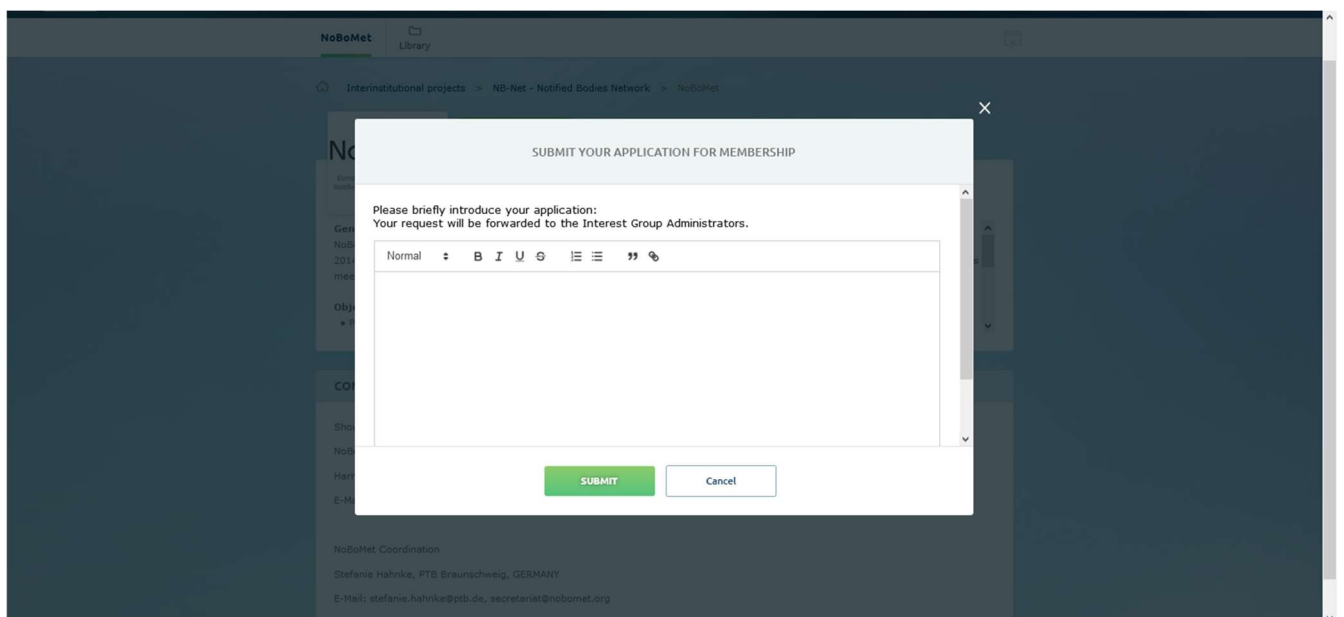 NoBoMet
Library
Interinstitutional projects > NB-Net - Notified Bodies Network > NoBoMet
SUBMIT YOUR APPLICATION FOR MEMBERSHIP
Please briefly introduce your application:
Your request will be forwarded to the Interest Group Administrators.
Normal B I U S
SUBMIT
Cancel
NoBoMet Coordination
Stefanie Hahnke, PTB Braunschweig, GERMANY
E-Mail: stefanie.hahnke@ptb.de, secretariat@nobomet.org